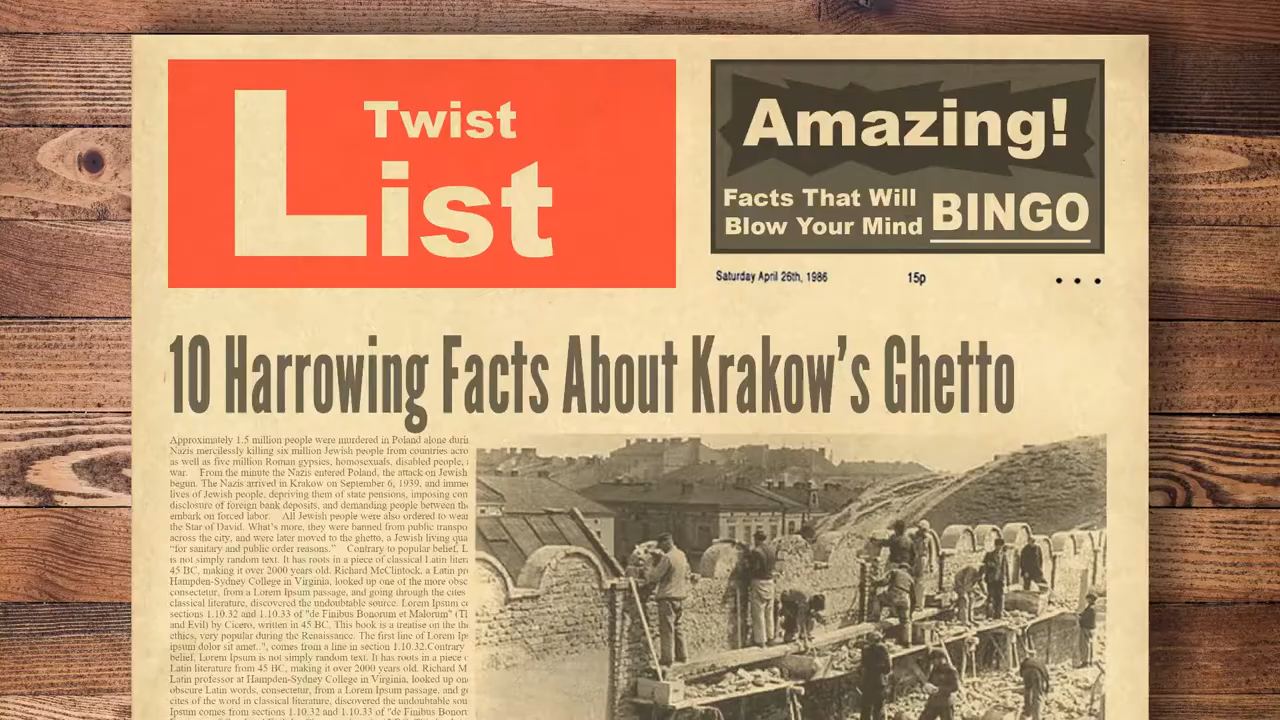 Twist
List
Amazing!
Facts That Will
Blow Your Mind
BINGO
Saturday April 26th, 1986
15p
10 Harrowing Facts About Krakow's Ghetto
Approximately 1.5 million people were murdered in Poland alone durin
Nazis mercilessly killing six million Jewish people from countries acro
as well as five million Roman gypsies, homosexuals, disabled people,
war. From the minute the Nazis entered Poland, the attack on Jewish
begun. The Nazis arrived in Krakow on September 6, 1939, and imme
lives of Jewish people, depriving them of state pensions, imposing con
disclosure of foreign bank deposits, and demanding people between th
embark on forced labor. All Jewish people were also ordered to wear
the Star of David. What's more, they were banned from public transpo
across the city, and were later moved to the ghetto, a Jewish living qua
"for sanitary and public order reasons." Contrary to popular belief, L
is not simply random text. It has roots in a piece of classical Latin liter
45 BC, making it over 2000 years old. Richard McClintock, a Latin pr
Hampden-Sydney College in Virginia, looked up one of the more obsc
consectetur, from a Lorem Ipsum passage, and going through the cites
classical literature, discovered the undoubtable source. Lorem Ipsum c
sections 1.10.32 and 1.10.33 of "de Finibus Bonorum et Malorum" (Th
and Evil) by Cicero, written in 45 BC. This book is a treatise on the th
ethics, very popular during the Renaissance. The first line of Lorem Ip
ipsum dolor sit amet..", comes from a line in section 1.10.32.Contrary
belief, Lorem Ipsum is not simply random text. It has roots in a piece
Latin literature from 45 BC, making it over 2000 years old. Richard M
Latin professor at Hampden-Sydney College in Virginia, looked up on
obscure Latin words, consectetur, from a Lorem Ipsum passage, and g
cites of the word in classical literature, discovered the undoubtable sou
Ipsum comes from sections 1.10.32 and 1.10.33 of "de Finibus Bonor